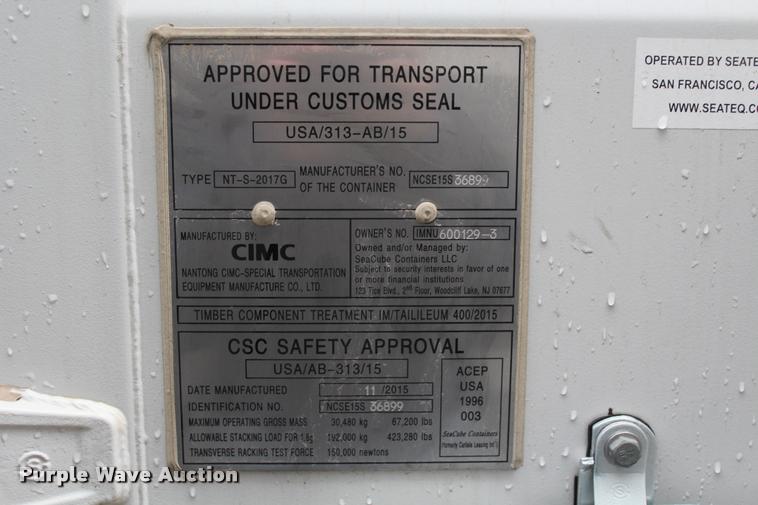 APPROVED FOR TRANSPORT
UNDER CUSTOMS SEAL
USA/313-AB/15
TYPE NT-S-2017G
MANUFACTURER'S NO.
OF THE CONTAINER
NCSE15S 36899
MANUFACTURED BY:
CIMC
NANTONG CIMC-SPECIAL TRANSPORTATION
EQUIPMENT MANUFACTURE CO., LTD.
OWNER'S NO. IMNU 600129-3
Owned and/or Managed by:
SeaCube Containers LLC
Subject to security interests in favor of one
or more financial institutions
123 Tice Blvd., 2nd Floor, Woodcliff Lake, NJ 07677
TIMBER COMPONENT TREATMENT IM/TAILILEUM 400/2015
CSC SAFETY APPROVAL
USA/AB-313/15
DATE MANUFACTURED 11 /2015
IDENTIFICATION NO. NCSE15S 36899
MAXIMUM OPERATING GROSS MASS 30,480 kg 67,200 lbs
ALLOWABLE STACKING LOAD FOR 1.8g 192,000 kg 423,280 lbs
TRANSVERSE RACKING TEST FORCE 150,000 newtons
ACEP
USA
1996
003
SeaCube Containers
(formerly Carlisle Leasing Int'l)
OPERATED BY SEATE
SAN FRANCISCO, CA
WWW.SEATEQ.CO
Purple Wave Auction